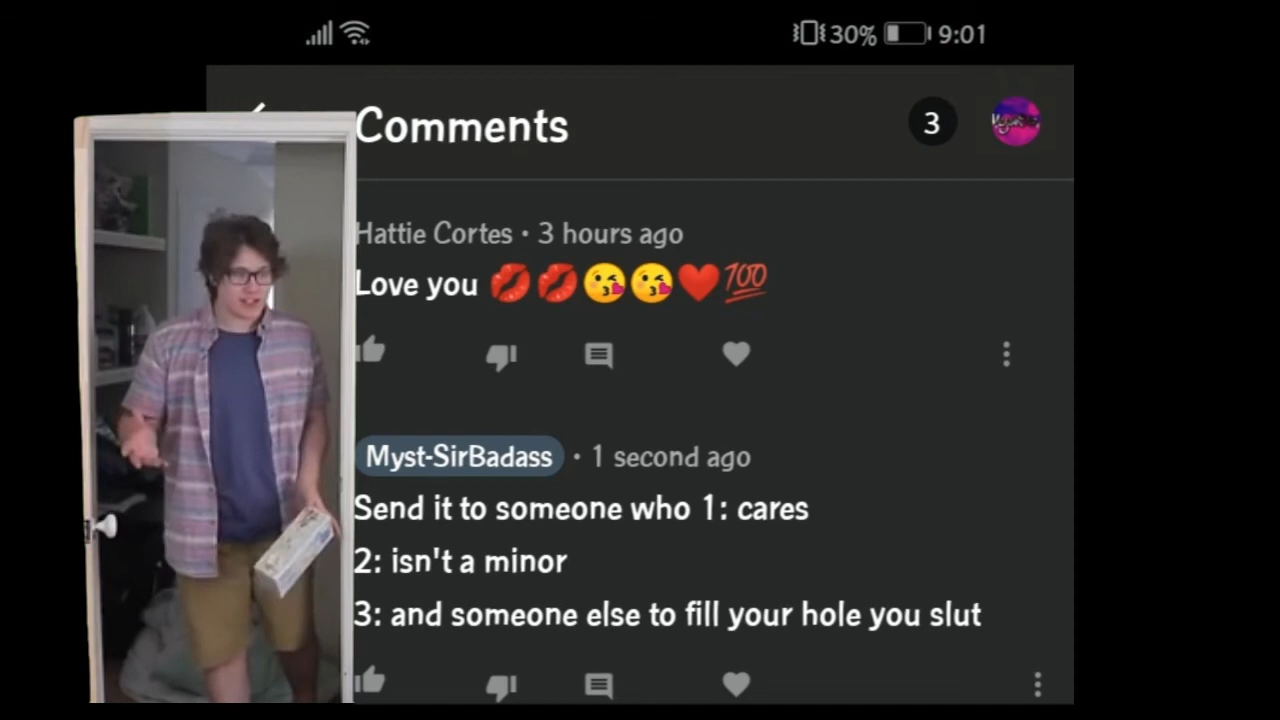 30% 9:01
Comments
3
Hattie Cortes • 3 hours ago
Love you 💋💋😘😘❤️💯
Myst-SirBadass • 1 second ago
Send it to someone who 1: cares
2: isn't a minor
3: and someone else to fill your hole you slut